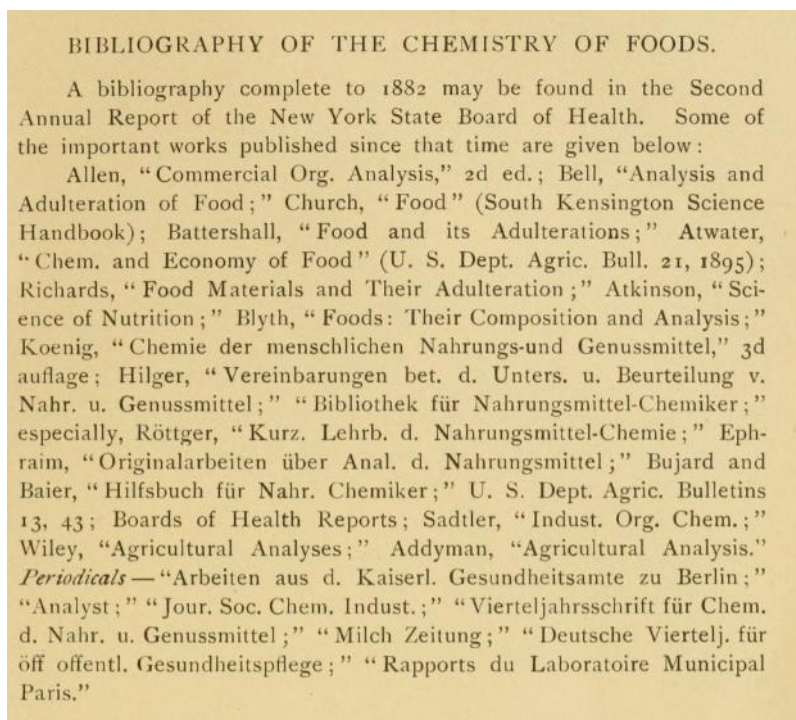 BIBLIOGRAPHY OF THE CHEMISTRY OF FOODS.
A bibliography complete to 1882 may be found in the Second
Annual Report of the New York State Board of Health. Some of
the important works published since that time are given below:
Allen, "Commercial Org. Analysis," 2d ed.; Bell, "Analysis and
Adulteration of Food;" Church, "Food" (South Kensington Science
Handbook); Battershall, "Food and its Adulterations;" Atwater,
"Chem. and Economy of Food" (U. S. Dept. Agric. Bull. 21, 1895);
Richards, "Food Materials and Their Adulteration;" Atkinson, "Sci-
ence of Nutrition;" Blyth, "Foods: Their Composition and Analysis;"
Koenig, "Chemie der menschlichen Nahrungs-und Genussmittel," 3d
auflage; Hilger, "Vereinbarungen bet. d. Unters. u. Beurteilung v.
Nahr. u. Genussmittel;" "Bibliothek für Nahrungsmittel-Chemiker;"
especially, Röttger, "Kurz. Lehrb. d. Nahrungsmittel-Chemie;" Eph-
raim, "Originalarbeiten über Anal. d. Nahrungsmittel;" Bujard and
Baier, "Hilfsbuch für Nahr. Chemiker;" U. S. Dept. Agric. Bulletins
13, 43; Boards of Health Reports; Sadtler, "Indust. Org. Chem.;"
Wiley, "Agricultural Analyses;" Addyman, "Agricultural Analysis."
Periodicals—"Arbeiten aus d. Kaiserl. Gesundheitsamte zu Berlin;"
"Analyst;" "Jour. Soc. Chem. Indust.;" "Vierteljahrsschrift für Chem.
d. Nahr. u. Genussmittel;" "Milch Zeitung;" "Deutsche Viertelj. für
öff offentl. Gesundheitspflege;" "Rapports du Laboratoire Municipal
Paris."